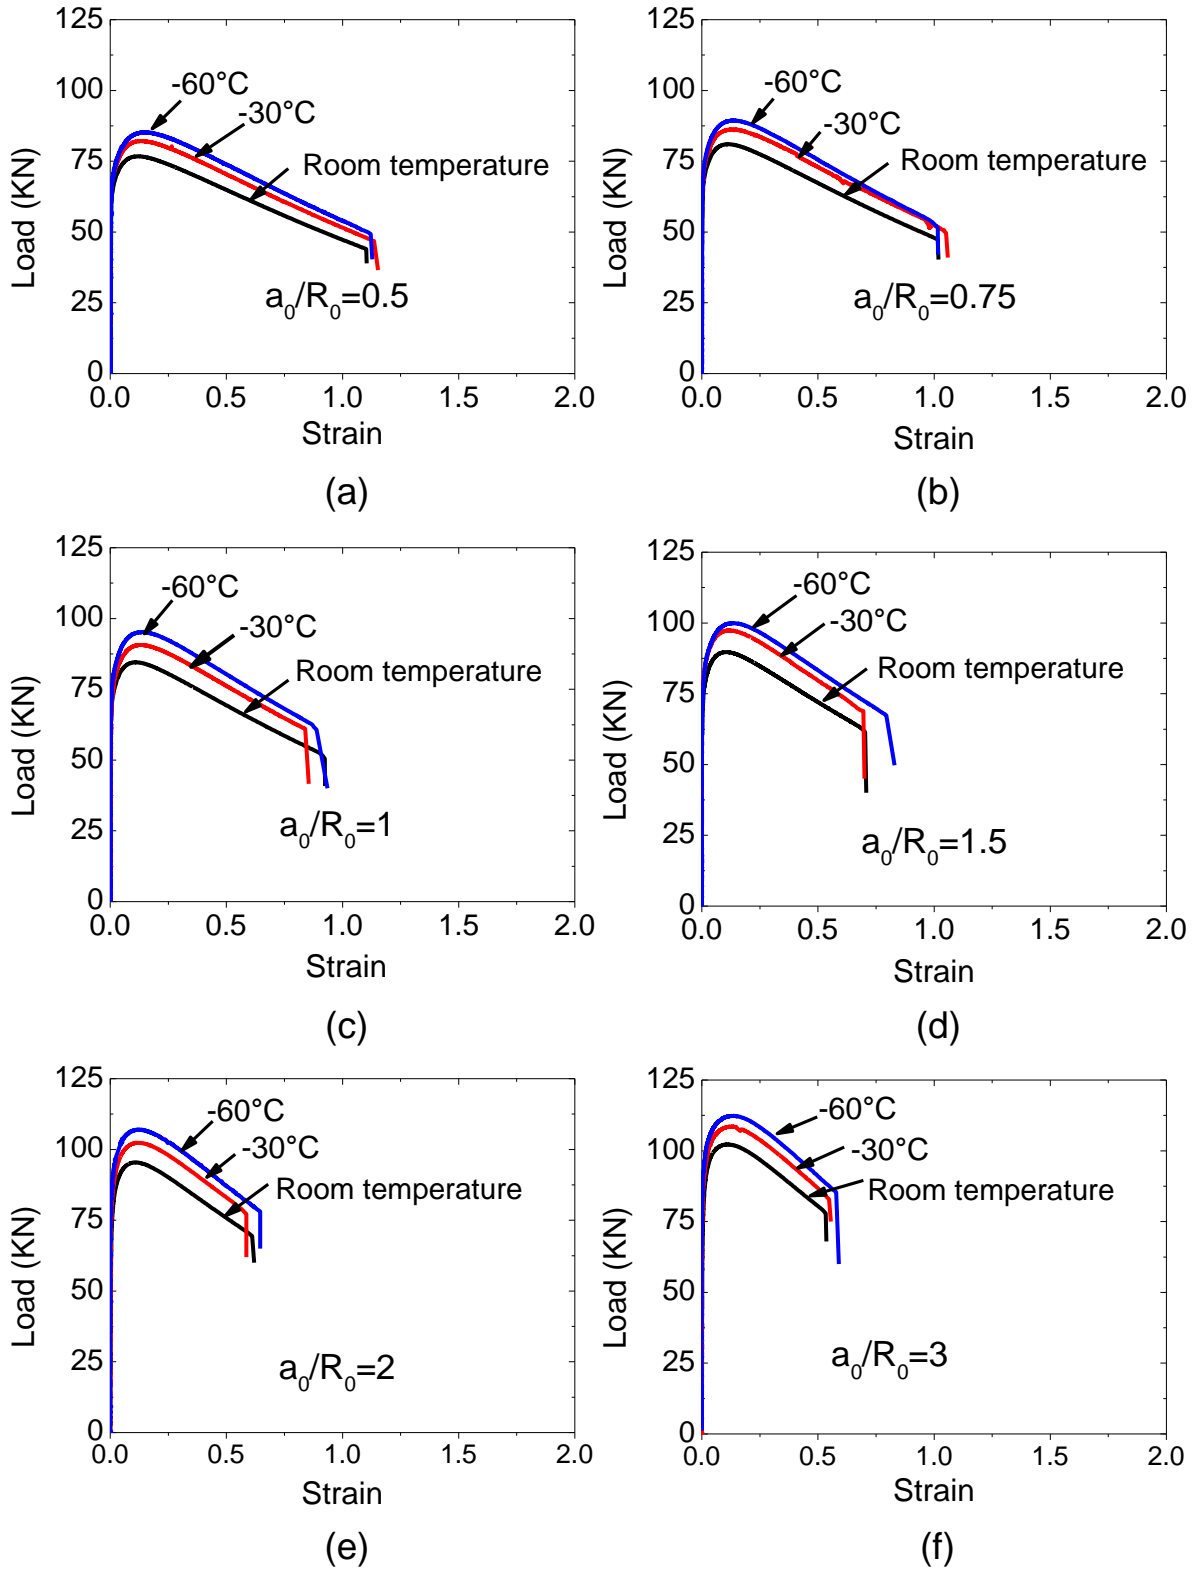 125
100
75
50
25
0
Load (KN)
-60°C
-30°C
Room temperature
a0/R0=0.5
0.0 0.5 1.0 1.5 2.0
Strain
(a)
125
100
75
50
25
0
Load (KN)
-60°C
-30°C
Room temperature
a0/R0=0.75
0.0 0.5 1.0 1.5 2.0
Strain
(b)
125
100
75
50
25
0
Load (KN)
-60°C
-30°C
Room temperature
a0/R0=1
0.0 0.5 1.0 1.5 2.0
Strain
(c)
125
100
75
50
25
0
Load (KN)
-60°C
-30°C
Room temperature
a0/R0=1.5
0.0 0.5 1.0 1.5 2.0
Strain
(d)
125
100
75
50
25
0
Load (KN)
-60°C
-30°C
Room temperature
a0/R0=2
0.0 0.5 1.0 1.5 2.0
Strain
(e)
125
100
75
50
25
0
Load (KN)
-60°C
-30°C
Room temperature
a0/R0=3
0.0 0.5 1.0 1.5 2.0
Strain
(f)